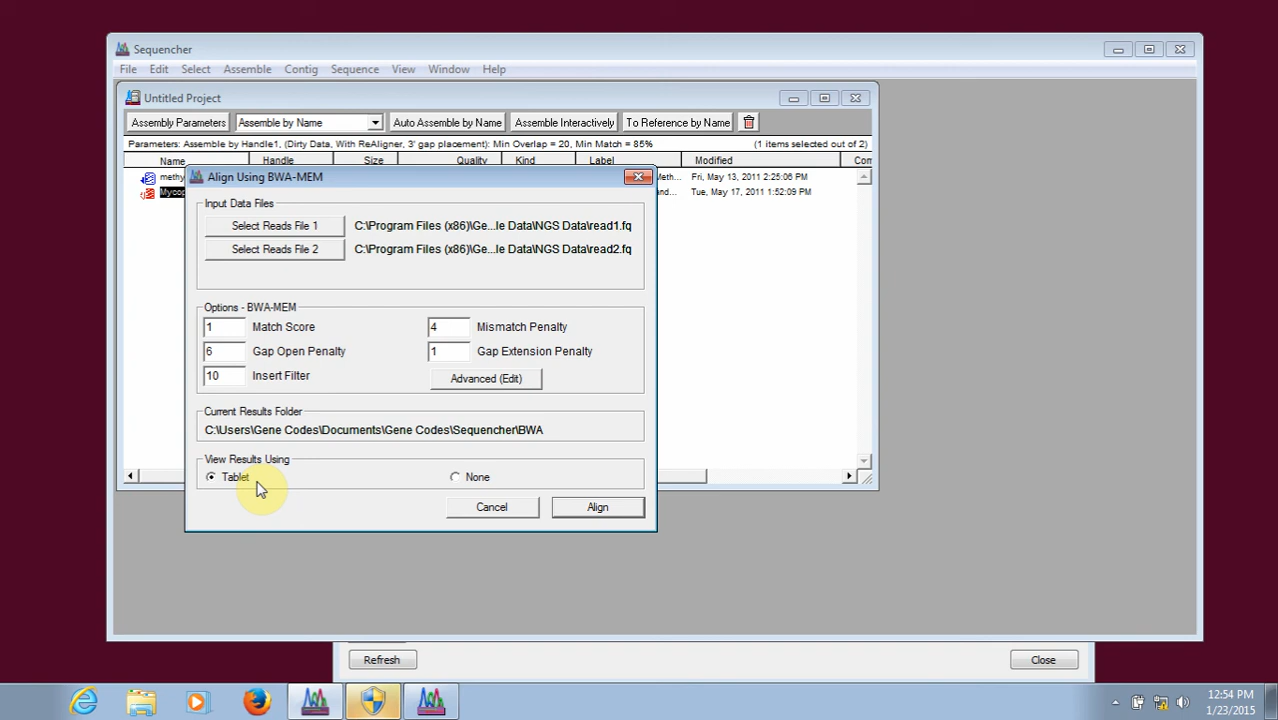 Sequencher
File Edit Select Assemble Contig Sequence View Window Help
Untitled Project
Assembly Parameters Assemble by Name Auto Assemble by Name Assemble Interactively To Reference by Name
Parameters: Assemble by Handle1, (Dirty Data, With ReAligner, 3' gap placement): Min Overlap = 20, Min Match = 85% (1 items selected out of 2)
Name Handle Size Quality Kind Label Modified Con
methy Meth... Fri, May 13, 2011 2:25:06 PM
Mycop and... Tue, May 17, 2011 1:52:09 PM
Align Using BWA-MEM
Input Data Files
Select Reads File 1 C:\Program Files (x86)\Ge...le Data\NGS Data\read1.fq
Select Reads File 2 C:\Program Files (x86)\Ge...le Data\NGS Data\read2.fq
Options - BWA-MEM
1 Match Score 4 Mismatch Penalty
6 Gap Open Penalty 1 Gap Extension Penalty
10 Insert Filter Advanced (Edit)
Current Results Folder
C:\Users\Gene Codes\Documents\Gene Codes\Sequencher\BWA
View Results Using
Tablet None
Cancel Align
Refresh Close
12:54 PM
1/23/2015